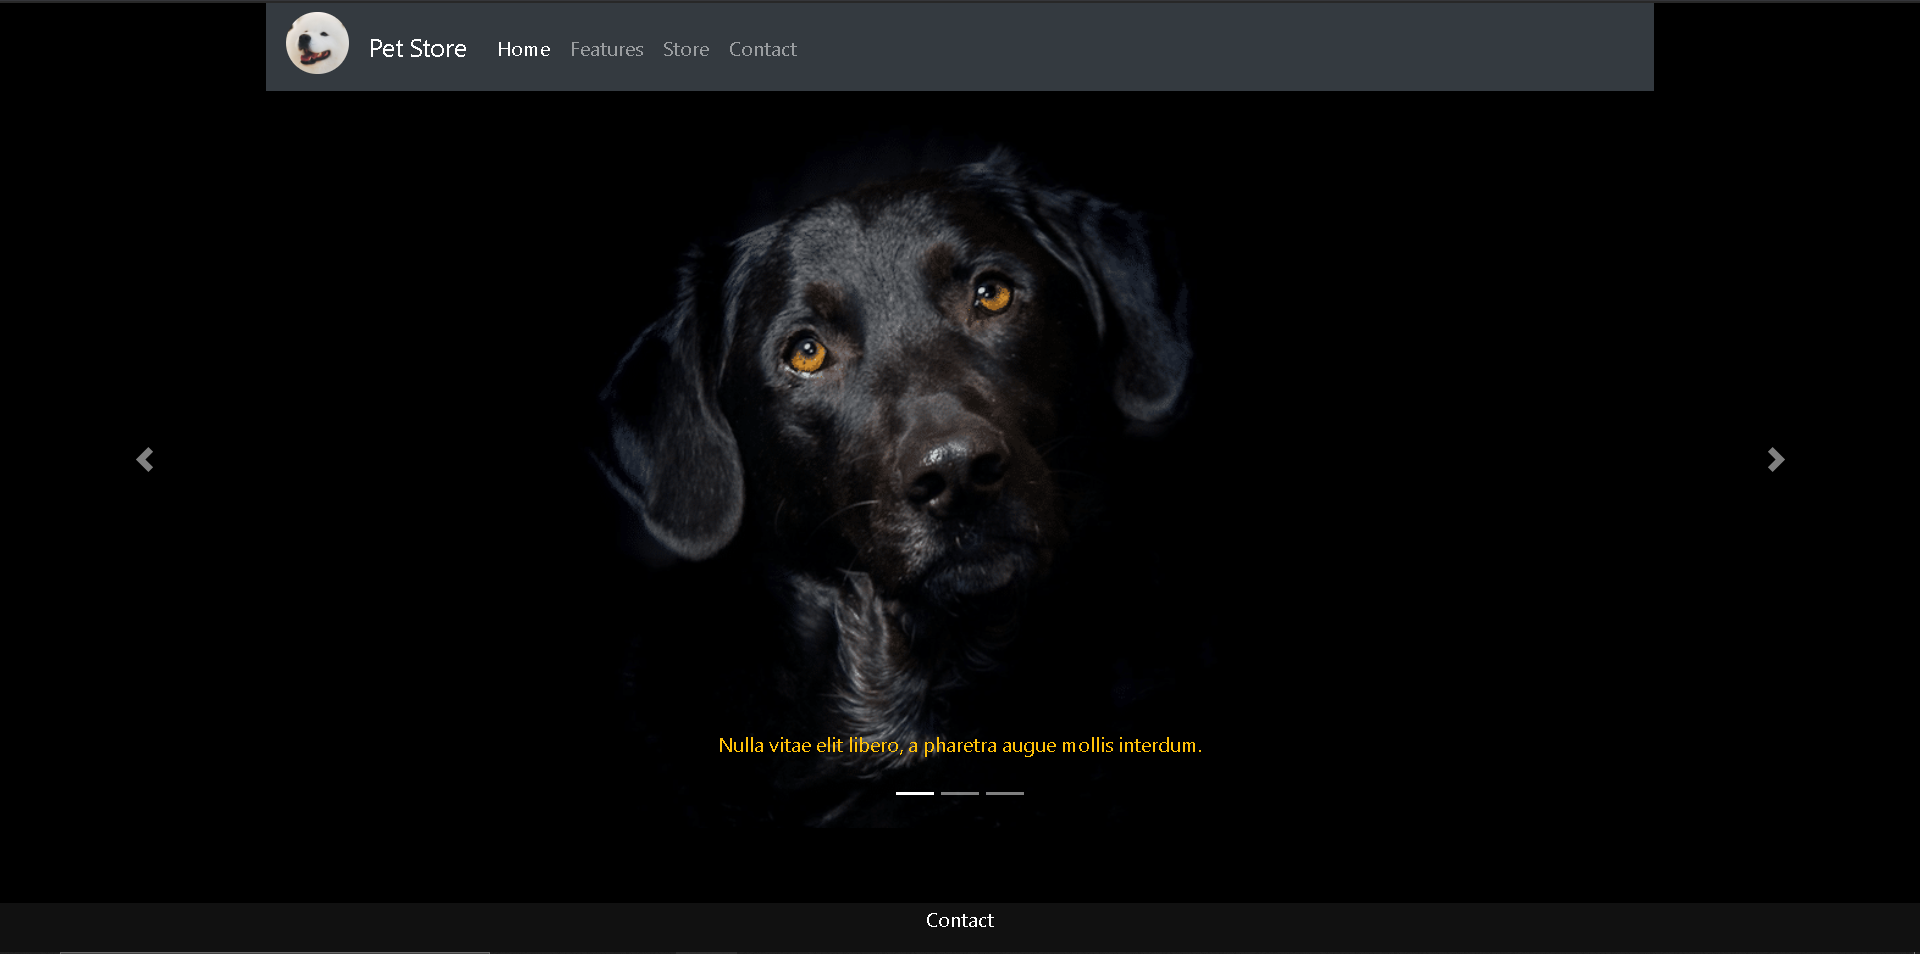 Pet Store Home Features Store Contact
Nulla vitae elit libero, a pharetra augue mollis interdum.
Contact